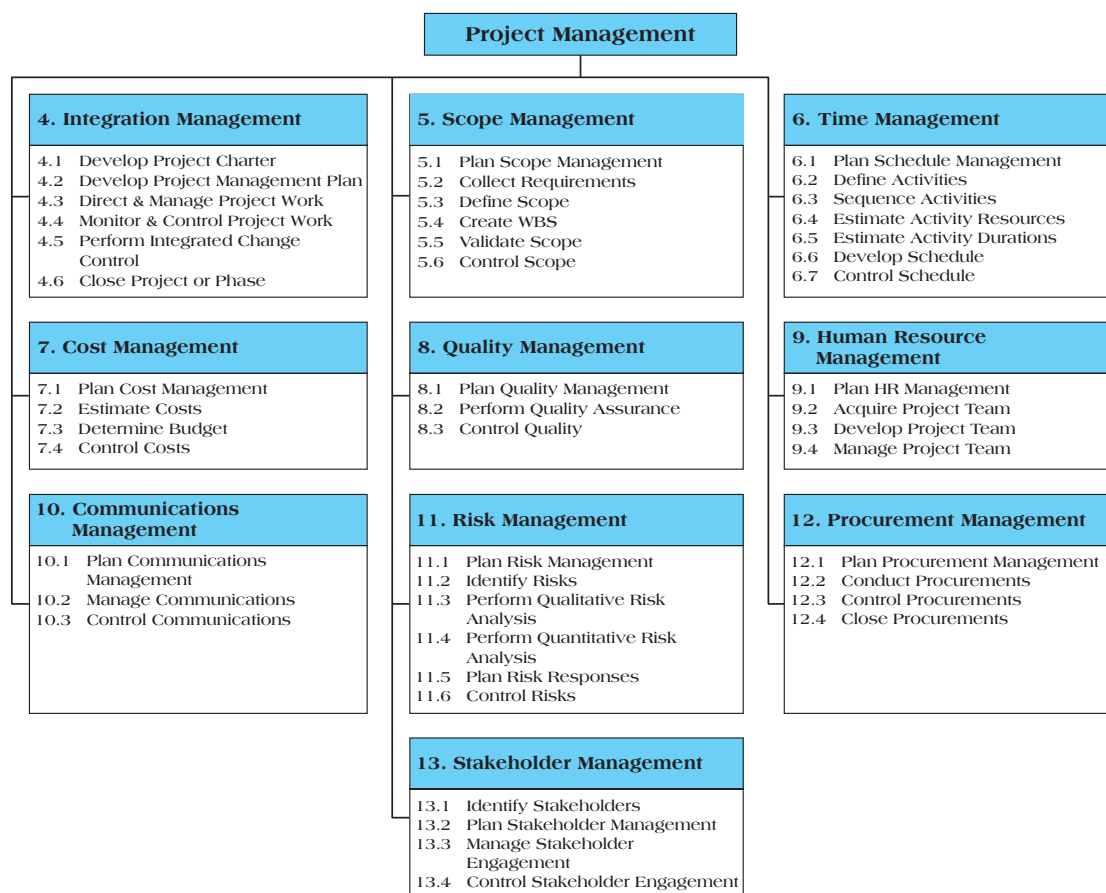 Project Management
4. Integration Management
4.1 Develop Project Charter
4.2 Develop Project Management Plan
4.3 Direct & Manage Project Work
4.4 Monitor & Control Project Work
4.5 Perform Integrated Change
Control
4.6 Close Project or Phase
5. Scope Management
5.1 Plan Scope Management
5.2 Collect Requirements
5.3 Define Scope
5.4 Create WBS
5.5 Validate Scope
5.6 Control Scope
6. Time Management
6.1 Plan Schedule Management
6.2 Define Activities
6.3 Sequence Activities
6.4 Estimate Activity Resources
6.5 Estimate Activity Durations
6.6 Develop Schedule
6.7 Control Schedule
7. Cost Management
7.1 Plan Cost Management
7.2 Estimate Costs
7.3 Determine Budget
7.4 Control Costs
8. Quality Management
8.1 Plan Quality Management
8.2 Perform Quality Assurance
8.3 Control Quality
9. Human Resource
Management
9.1 Plan HR Management
9.2 Acquire Project Team
9.3 Develop Project Team
9.4 Manage Project Team
10. Communications
Management
10.1 Plan Communications
Management
10.2 Manage Communications
10.3 Control Communications
11. Risk Management
11.1 Plan Risk Management
11.2 Identify Risks
11.3 Perform Qualitative Risk
Analysis
11.4 Perform Quantitative Risk
Analysis
11.5 Plan Risk Responses
11.6 Control Risks
12. Procurement Management
12.1 Plan Procurement Management
12.2 Conduct Procurements
12.3 Control Procurements
12.4 Close Procurements
13. Stakeholder Management
13.1 Identify Stakeholders
13.2 Plan Stakeholder Management
13.3 Manage Stakeholder
Engagement
13.4 Control Stakeholder Engagement